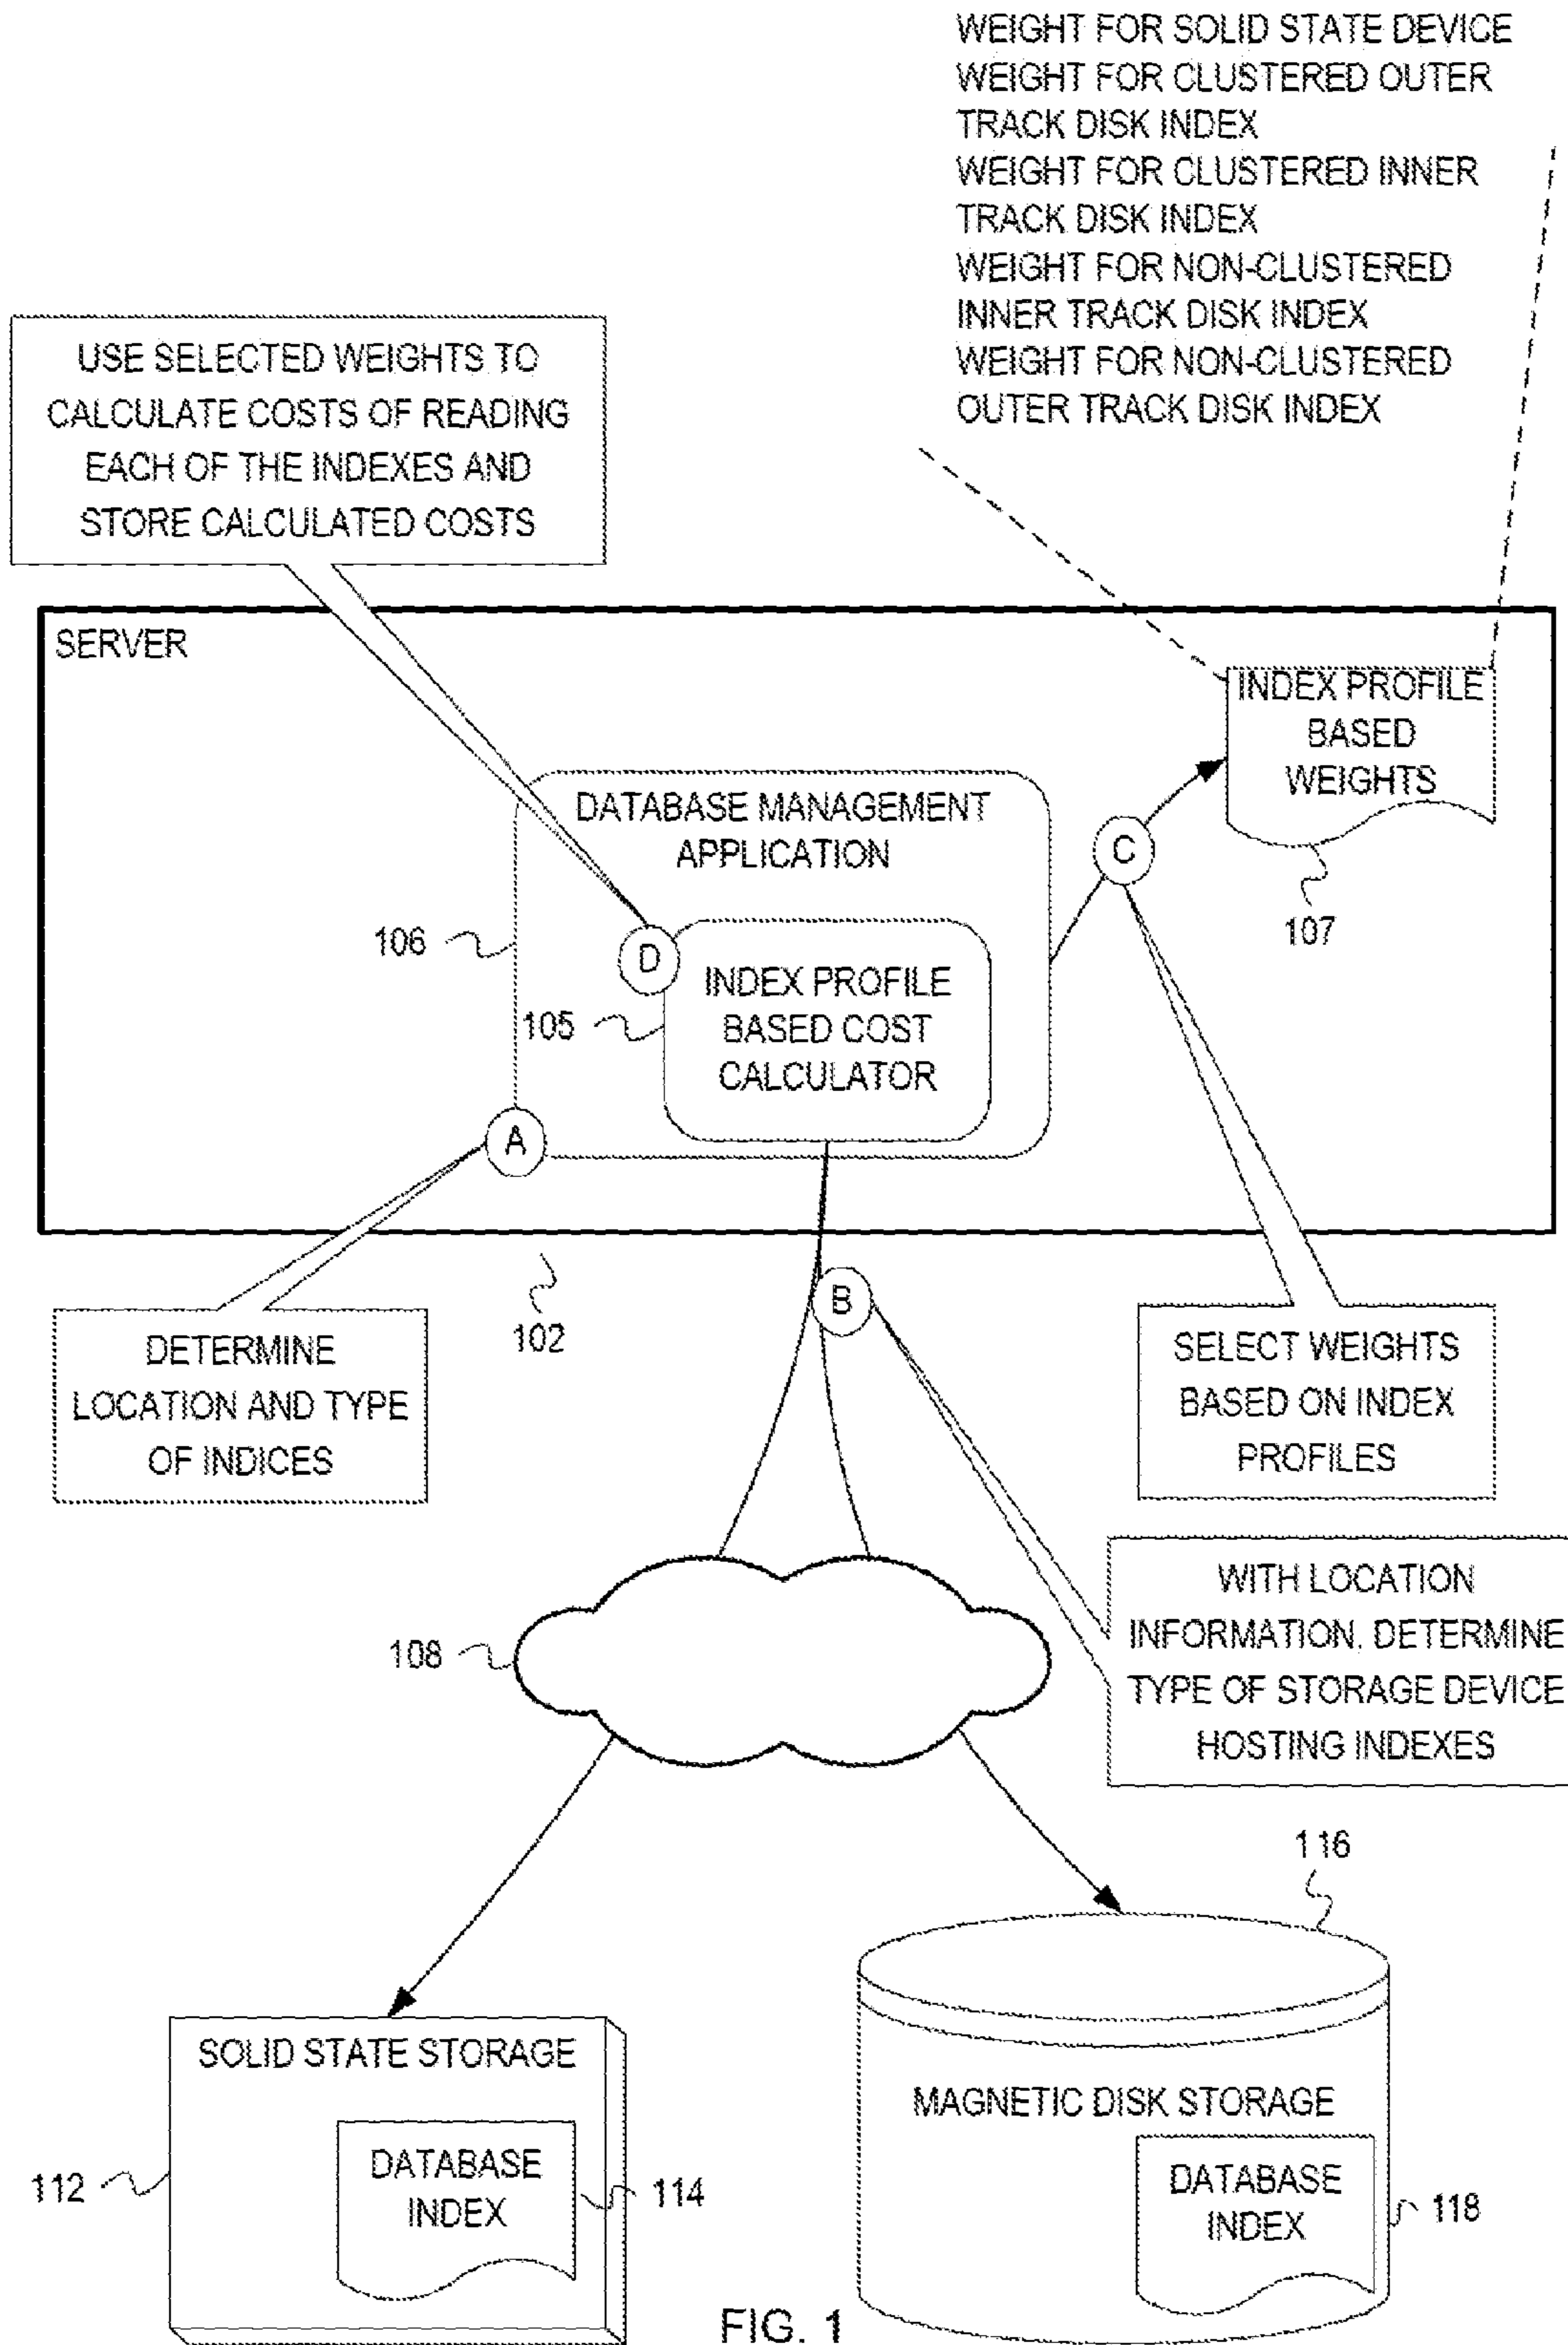 WEIGHT FOR SOLID STATE DEVICE
WEIGHT FOR CLUSTERED OUTER
TRACK DISK INDEX
WEIGHT FOR CLUSTERED INNER
TRACK DISK INDEX
WEIGHT FOR NON-CLUSTERED
INNER TRACK DISK INDEX
WEIGHT FOR NON-CLUSTERED
OUTER TRACK DISK INDEX
USE SELECTED WEIGHTS TO
CALCULATE COSTS OF READING
EACH OF THE INDEXES AND
STORE CALCULATED COSTS
SERVER
INDEX PROFILE
BASED
WEIGHTS
107
DATABASE MANAGEMENT
APPLICATION
C
106
D
INDEX PROFILE
BASED COST
CALCULATOR
105
A
102
B
DETERMINE
LOCATION AND TYPE
OF INDICES
SELECT WEIGHTS
BASED ON INDEX
PROFILES
WITH LOCATION
INFORMATION, DETERMINE
TYPE OF STORAGE DEVICE
HOSTING INDEXES
108
116
SOLID STATE STORAGE
DATABASE
INDEX
112
114
MAGNETIC DISK STORAGE
DATABASE
INDEX
118
FIG. 1